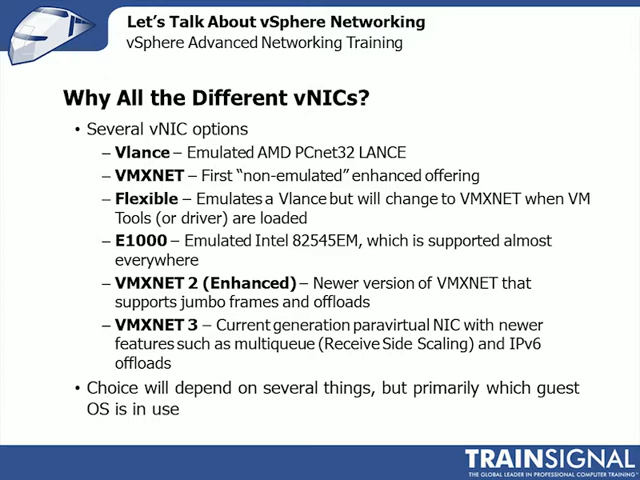 Let's Talk About vSphere Networking
vSphere Advanced Networking Training
Why All the Different vNICs?
• Several vNIC options
– Vlance – Emulated AMD PCnet32 LANCE
– VMXNET – First “non-emulated” enhanced offering
– Flexible – Emulates a Vlance but will change to VMXNET when VM
Tools (or driver) are loaded
– E1000 – Emulated Intel 82545EM, which is supported almost
everywhere
– VMXNET 2 (Enhanced) – Newer version of VMXNET that
supports jumbo frames and offloads
– VMXNET 3 – Current generation paravirtual NIC with newer
features such as multiqueue (Receive Side Scaling) and IPv6
offloads
• Choice will depend on several things, but primarily which guest
OS is in use
TRAINSIGNAL
THE GLOBAL LEADER IN PROFESSIONAL COMPUTER TRAINING